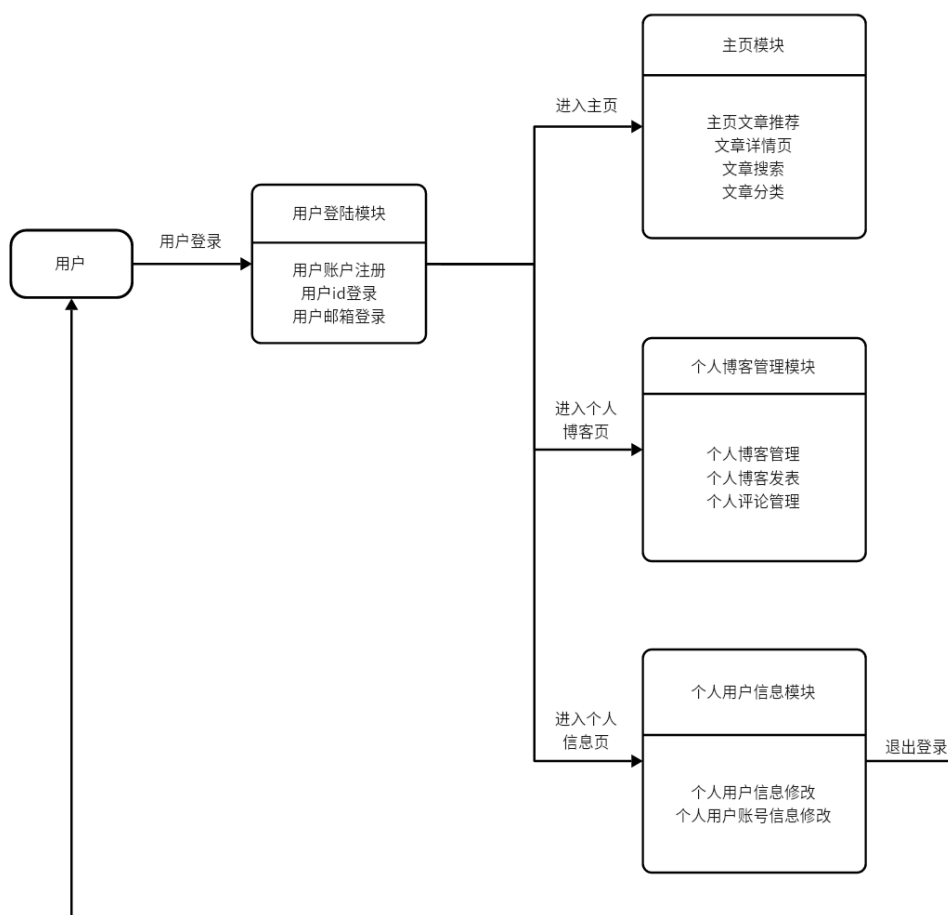 主页模块
进入主页
主页文章推荐
文章详情页
文章搜索
文章分类
用户登陆模块
用户登录
用户
用户账户注册
用户id登录
用户邮箱登录
个人博客管理模块
进入个人
博客页
个人博客管理
个人博客发表
个人评论管理
个人用户信息模块
进入个人
信息页
退出登录
个人用户信息修改
个人用户账号信息修改